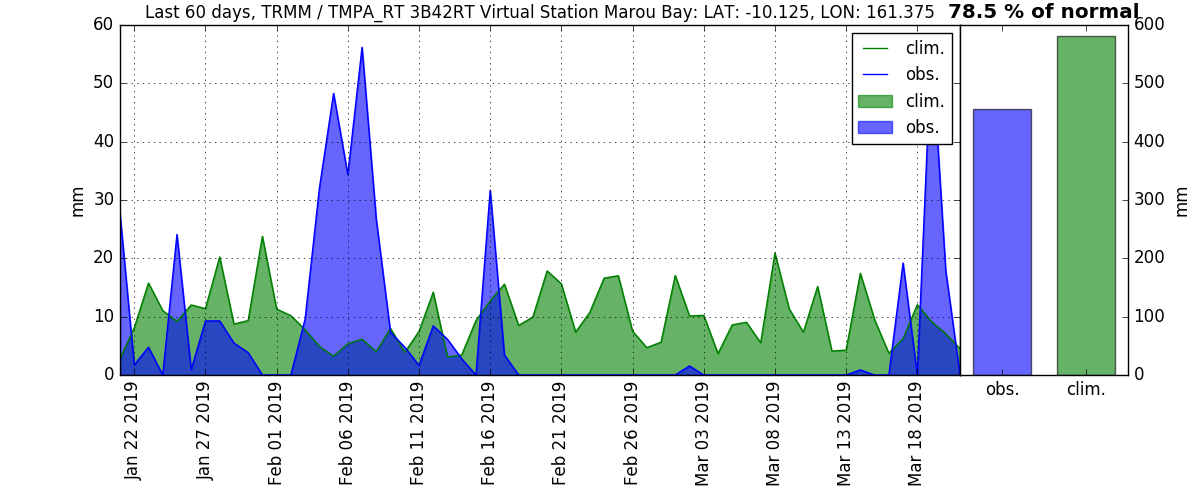 Last 60 days, TRMM / TMPA_RT 3B42RT Virtual Station Marou Bay: LAT: -10.125, LON: 161.375 78.5 % of normal
60
50
40
30
20
10
0
mm
clim.
obs.
clim.
obs.
600
500
400
300
200
100
0
mm
obs.
clim.
Jan 22 2019
Jan 27 2019
Feb 01 2019
Feb 06 2019
Feb 11 2019
Feb 16 2019
Feb 21 2019
Feb 26 2019
Mar 03 2019
Mar 08 2019
Mar 13 2019
Mar 18 2019